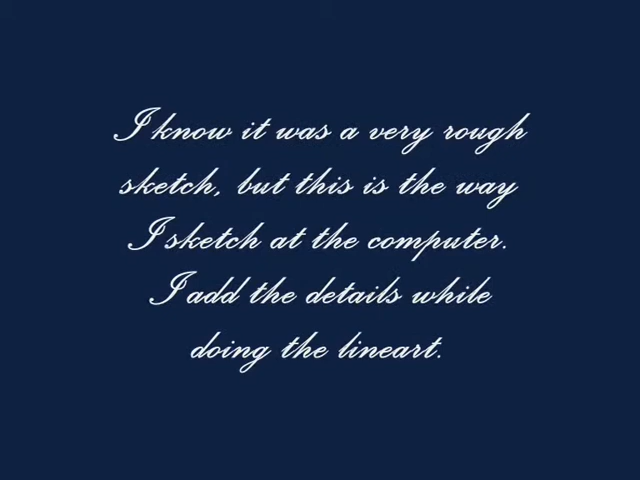 I know it was a very rough
sketch, but this is the way
I sketch at the computer.
I add the details while
doing the lineart.